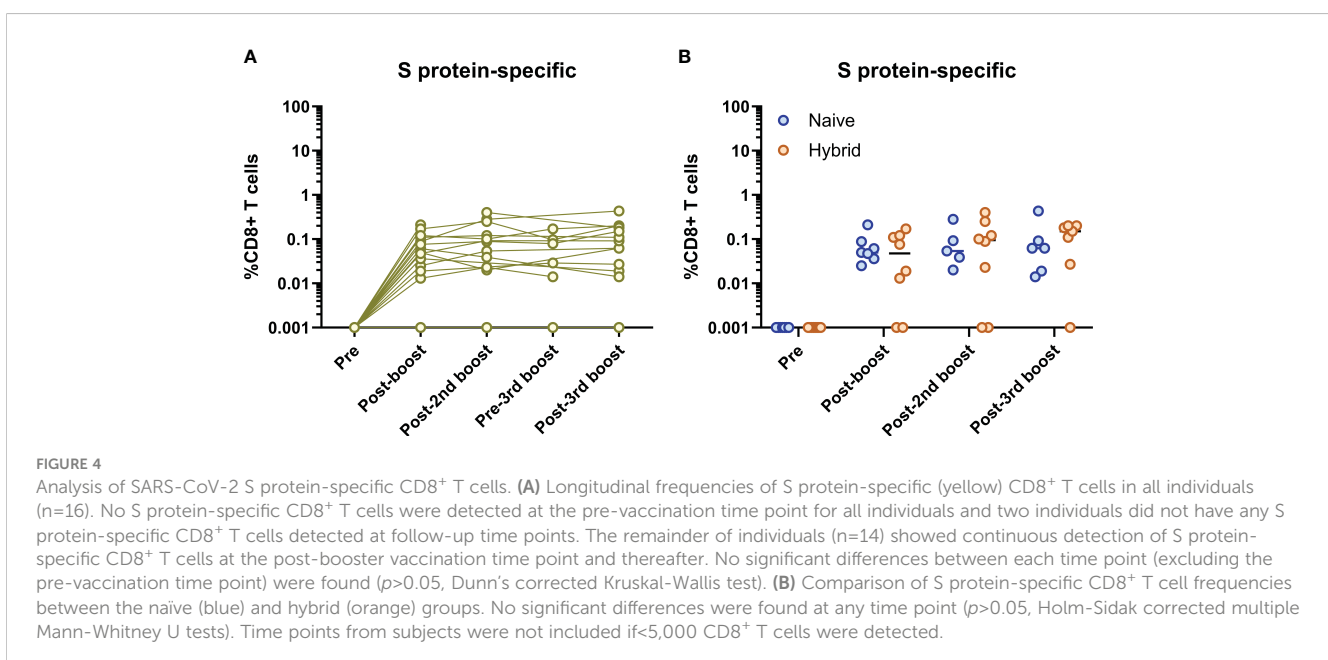 A
S protein-specific
%CD8+ T cells
100
10
1
0.1
0.01
0.001
Pre
Post-boost
Post-2nd boost
Pre-3rd boost
Post-3rd boost
B
S protein-specific
%CD8+ T cells
100
10
1
0.1
0.01
0.001
Naive
Hybrid
Pre
Post-boost
Post-2nd boost
Post-3rd boost
FIGURE 4
Analysis of SARS-CoV-2 S protein-specific CD8⁺ T cells. (A) Longitudinal frequencies of S protein-specific (yellow) CD8⁺ T cells in all individuals
(n=16). No S protein-specific CD8⁺ T cells were detected at the pre-vaccination time point for all individuals and two individuals did not have any S
protein-specific CD8⁺ T cells detected at follow-up time points. The remainder of individuals (n=14) showed continuous detection of S protein-
specific CD8⁺ T cells at the post-booster vaccination time point and thereafter. No significant differences between each time point (excluding the
pre-vaccination time point) were found (p>0.05, Dunn's corrected Kruskal-Wallis test). (B) Comparison of S protein-specific CD8⁺ T cell frequencies
between the naïve (blue) and hybrid (orange) groups. No significant differences were found at any time point (p>0.05, Holm-Sidak corrected multiple
Mann-Whitney U tests). Time points from subjects were not included if<5,000 CD8⁺ T cells were detected.